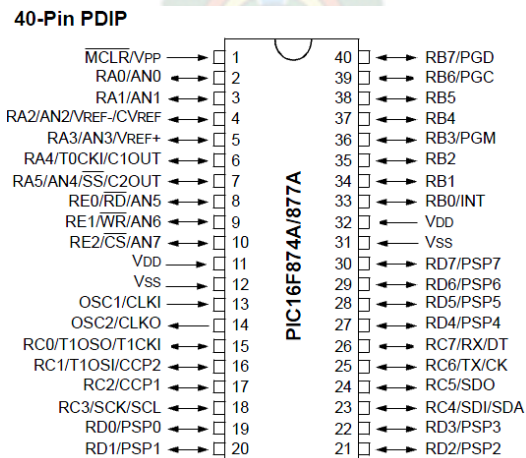 40-Pin PDIP
MCLR/VPP 1 40 RB7/PGD
RA0/AN0 2 39 RB6/PGC
RA1/AN1 3 38 RB5
RA2/AN2/VREF-/CVREF 4 37 RB4
RA3/AN3/VREF+ 5 36 RB3/PGM
RA4/T0CKI/C1OUT 6 35 RB2
RA5/AN4/SS/C2OUT 7 34 RB1
RE0/RD/AN5 8 33 RB0/INT
RE1/WR/AN6 9 32 VDD
RE2/CS/AN7 10 31 VSS
VDD 11 30 RD7/PSP7
VSS 12 29 RD6/PSP6
OSC1/CLKI 13 28 RD5/PSP5
OSC2/CLKO 14 27 RD4/PSP4
RC0/T1OSO/T1CKI 15 26 RC7/RX/DT
RC1/T1OSI/CCP2 16 25 RC6/TX/CK
RC2/CCP1 17 24 RC5/SDO
RC3/SCK/SCL 18 23 RC4/SDI/SDA
RD0/PSP0 19 22 RD3/PSP3
RD1/PSP1 20 21 RD2/PSP2
PIC16F874A/877A